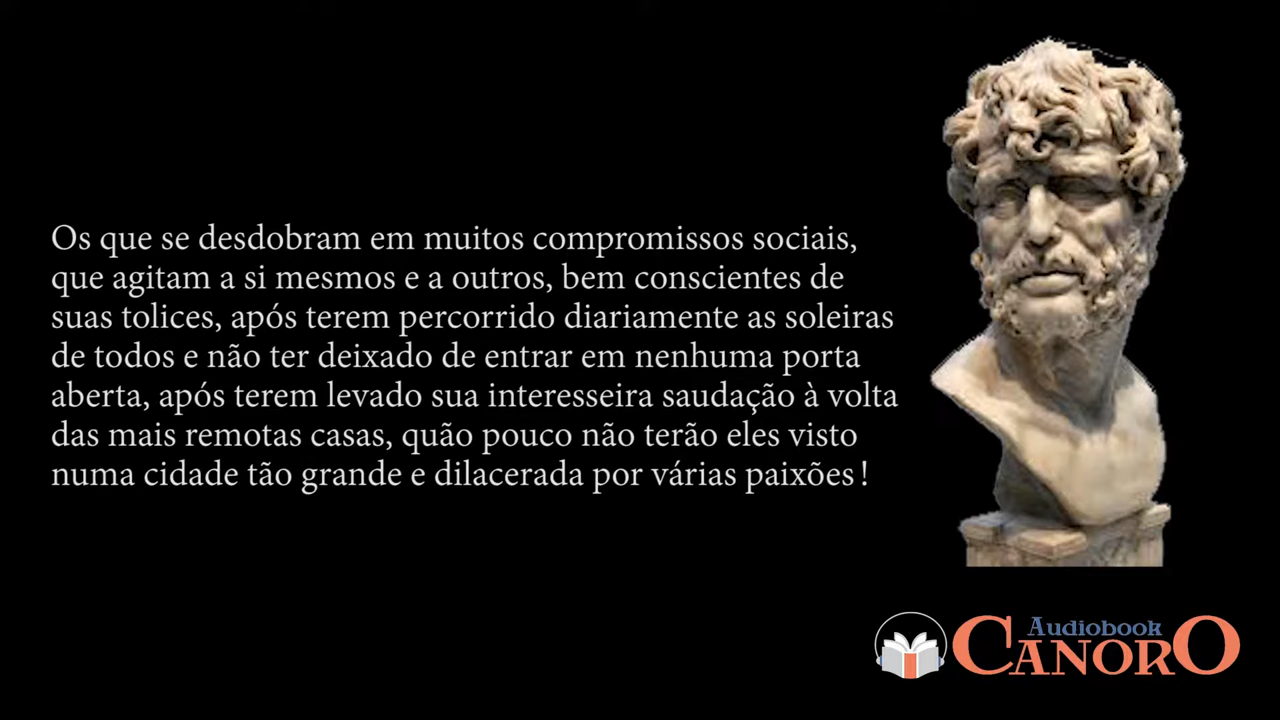 Os que se desdobram em muitos compromissos sociais,
que agitam a si mesmos e a outros, bem conscientes de
suas tolices, após terem percorrido diariamente as soleiras
de todos e não ter deixado de entrar em nenhuma porta
aberta, após terem levado sua interesseira saudação à volta
das mais remotas casas, quão pouco não terão eles visto
numa cidade tão grande e dilacerada por várias paixões!
Audiobook
CANORO